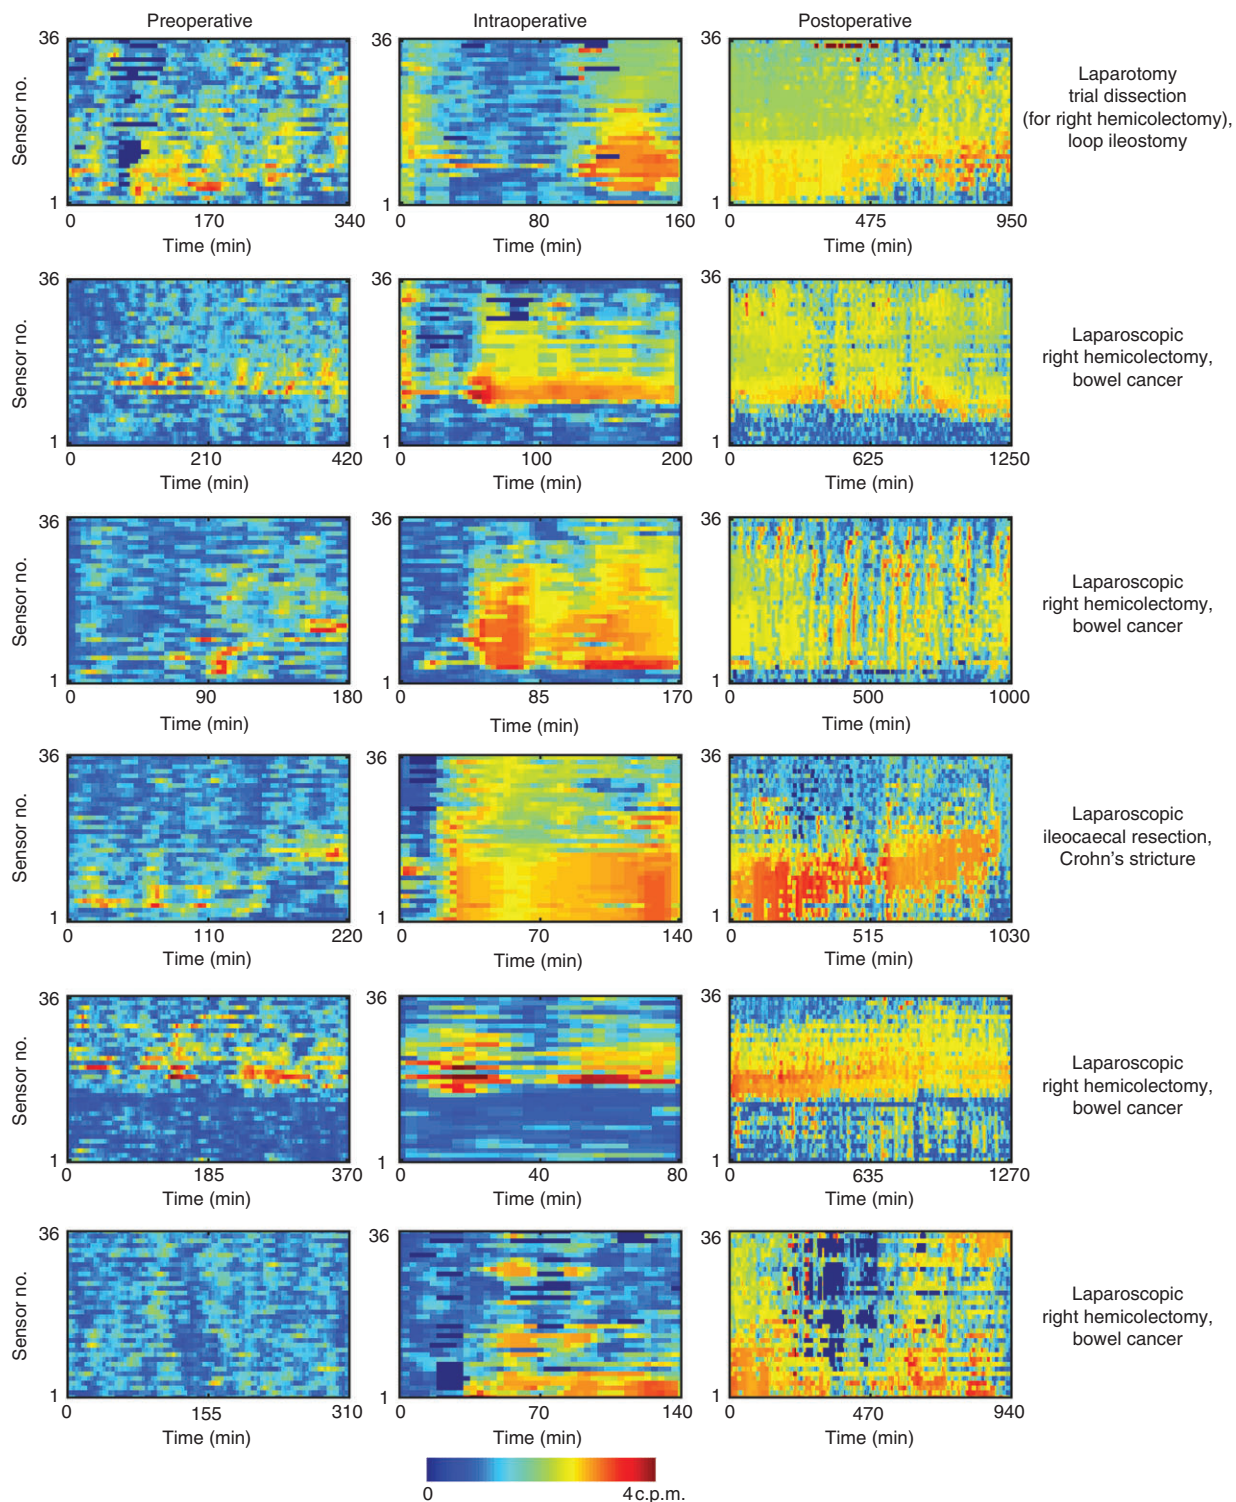 Preoperative
Intraoperative
Postoperative
Sensor no.
36
1
0
170
340
Time (min)
36
1
0
80
160
Time (min)
36
1
0
475
950
Time (min)
Laparotomy
trial dissection
(for right hemicolectomy),
loop ileostomy
Sensor no.
36
1
0
210
420
Time (min)
36
1
0
100
200
Time (min)
36
1
0
625
1250
Time (min)
Laparoscopic
right hemicolectomy,
bowel cancer
Sensor no.
36
1
0
90
180
Time (min)
36
1
0
85
170
Time (min)
36
1
0
500
1000
Time (min)
Laparoscopic
right hemicolectomy,
bowel cancer
Sensor no.
36
1
0
110
220
Time (min)
36
1
0
70
140
Time (min)
36
1
0
515
1030
Time (min)
Laparoscopic
ileocaecal resection,
Crohn's stricture
Sensor no.
36
1
0
185
370
Time (min)
36
1
0
40
80
Time (min)
36
1
0
635
1270
Time (min)
Laparoscopic
right hemicolectomy,
bowel cancer
Sensor no.
36
1
0
155
310
Time (min)
36
1
0
70
140
Time (min)
36
1
0
470
940
Time (min)
Laparoscopic
right hemicolectomy,
bowel cancer
0
4 c.p.m.